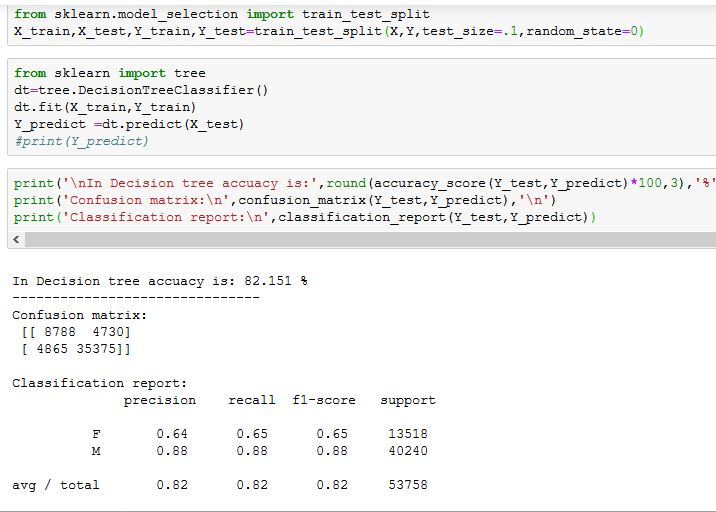 from sklearn.model_selection import train_test_split
X_train,X_test,Y_train,Y_test=train_test_split(X,Y,test_size=.1,random_state=0)
from sklearn import tree
dt=tree.DecisionTreeClassifier()
dt.fit(X_train,Y_train)
Y_predict =dt.predict(X_test)
#print(Y_predict)
print('\nIn Decision tree accuacy is:',round(accuracy_score(Y_test,Y_predict)*100,3),'%'
print('Confusion matrix:\n',confusion_matrix(Y_test,Y_predict),'\n')
print('Classification report:\n',classification_report(Y_test,Y_predict))
In Decision tree accuacy is: 82.151 %
-------------------------------
Confusion matrix:
[[ 8788 4730]
[ 4865 35375]]
Classification report:
precision recall f1-score support
F 0.64 0.65 0.65 13518
M 0.88 0.88 0.88 40240
avg / total 0.82 0.82 0.82 53758